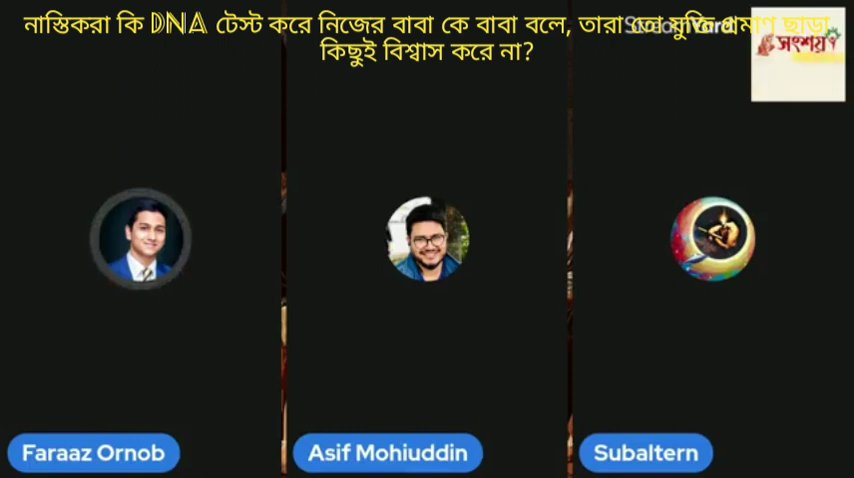 নাস্তিকরা কি DNA টেস্ট করে নিজের বাবা কে বাবা বলে, তারা তো যুক্তি প্রমাণ ছাড়া
কিছুই বিশ্বাস করে না?
সংশয়
Faraaz Ornob
Asif Mohiuddin
Subaltern